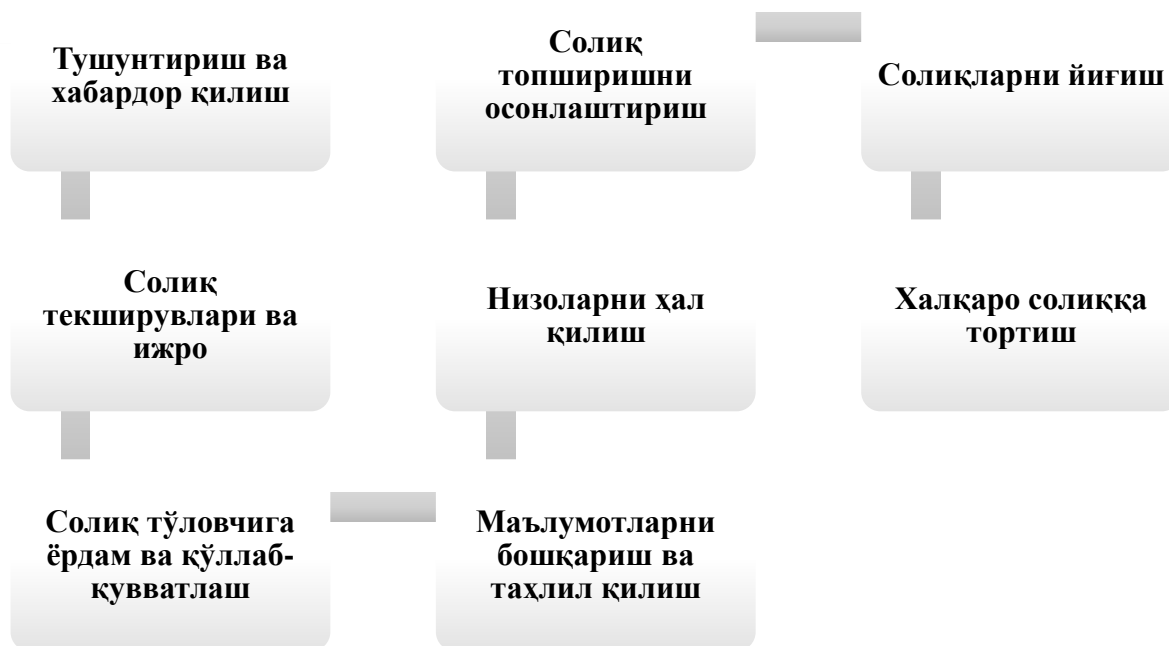 Тушунтириш ва
хабардор қилиш
Солиқ
топширишни
осонлаштириш
Солиқларни йиғиш
Солиқ
текширувлари ва
ижро
Низоларни ҳал
қилиш
Халқаро солиққа
тортиш
Солиқ тўловчига
ёрдам ва қўллаб-
қувватлаш
Маълумотларни
бошқариш ва
таҳлил қилиш